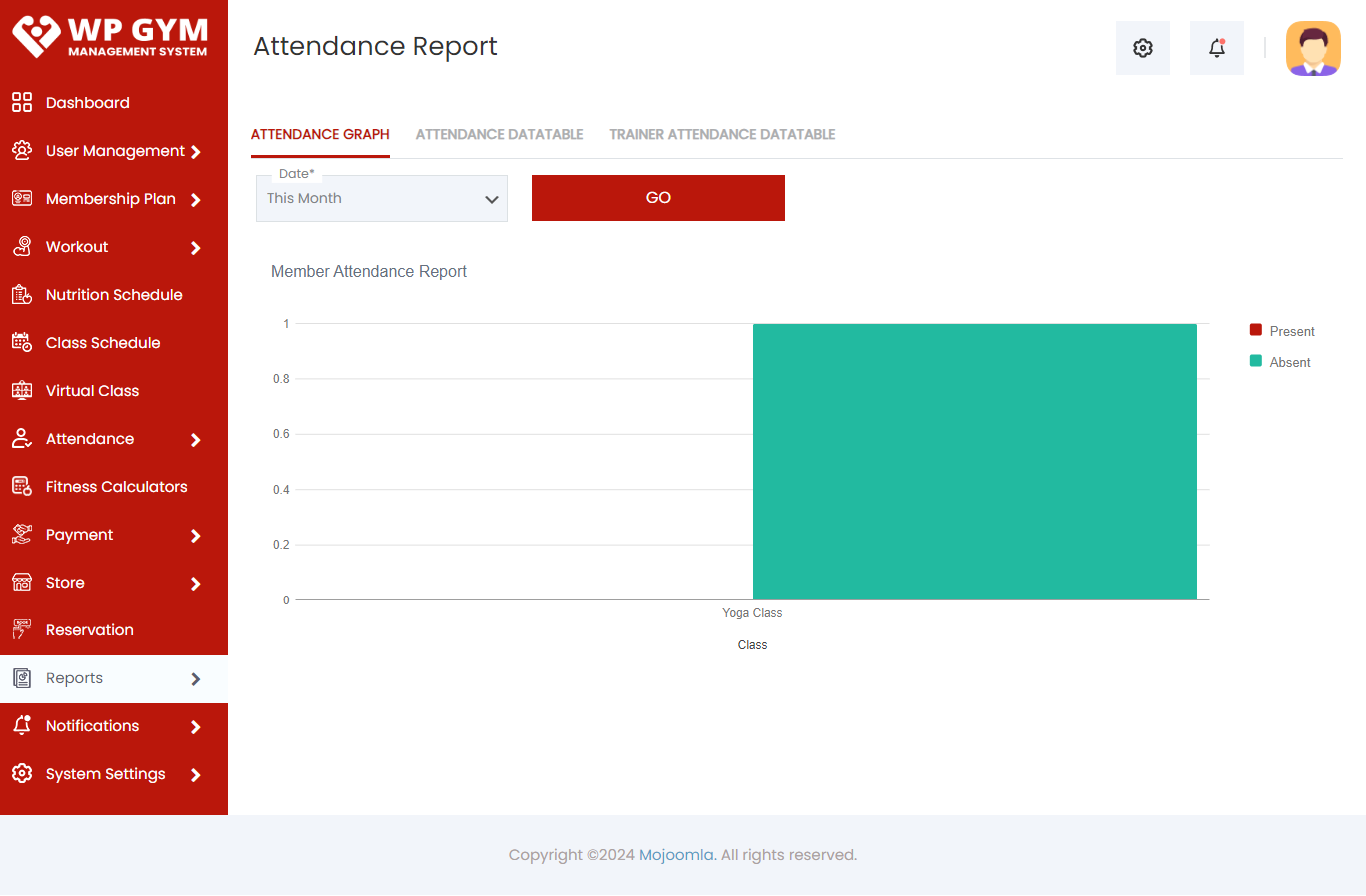 WP GYM
MANAGEMENT SYSTEM
Dashboard
User Management
Membership Plan
Workout
Nutrition Schedule
Class Schedule
Virtual Class
Attendance
Fitness Calculators
Payment
Store
Reservation
Reports
Notifications
System Settings
Attendance Report
ATTENDANCE GRAPH ATTENDANCE DATATABLE TRAINER ATTENDANCE DATATABLE
Date*
This Month
GO
Member Attendance Report
1
0.8
0.6
0.4
0.2
0
Yoga Class
Class
Present
Absent
Copyright ©2024 Mojoomla. All rights reserved.